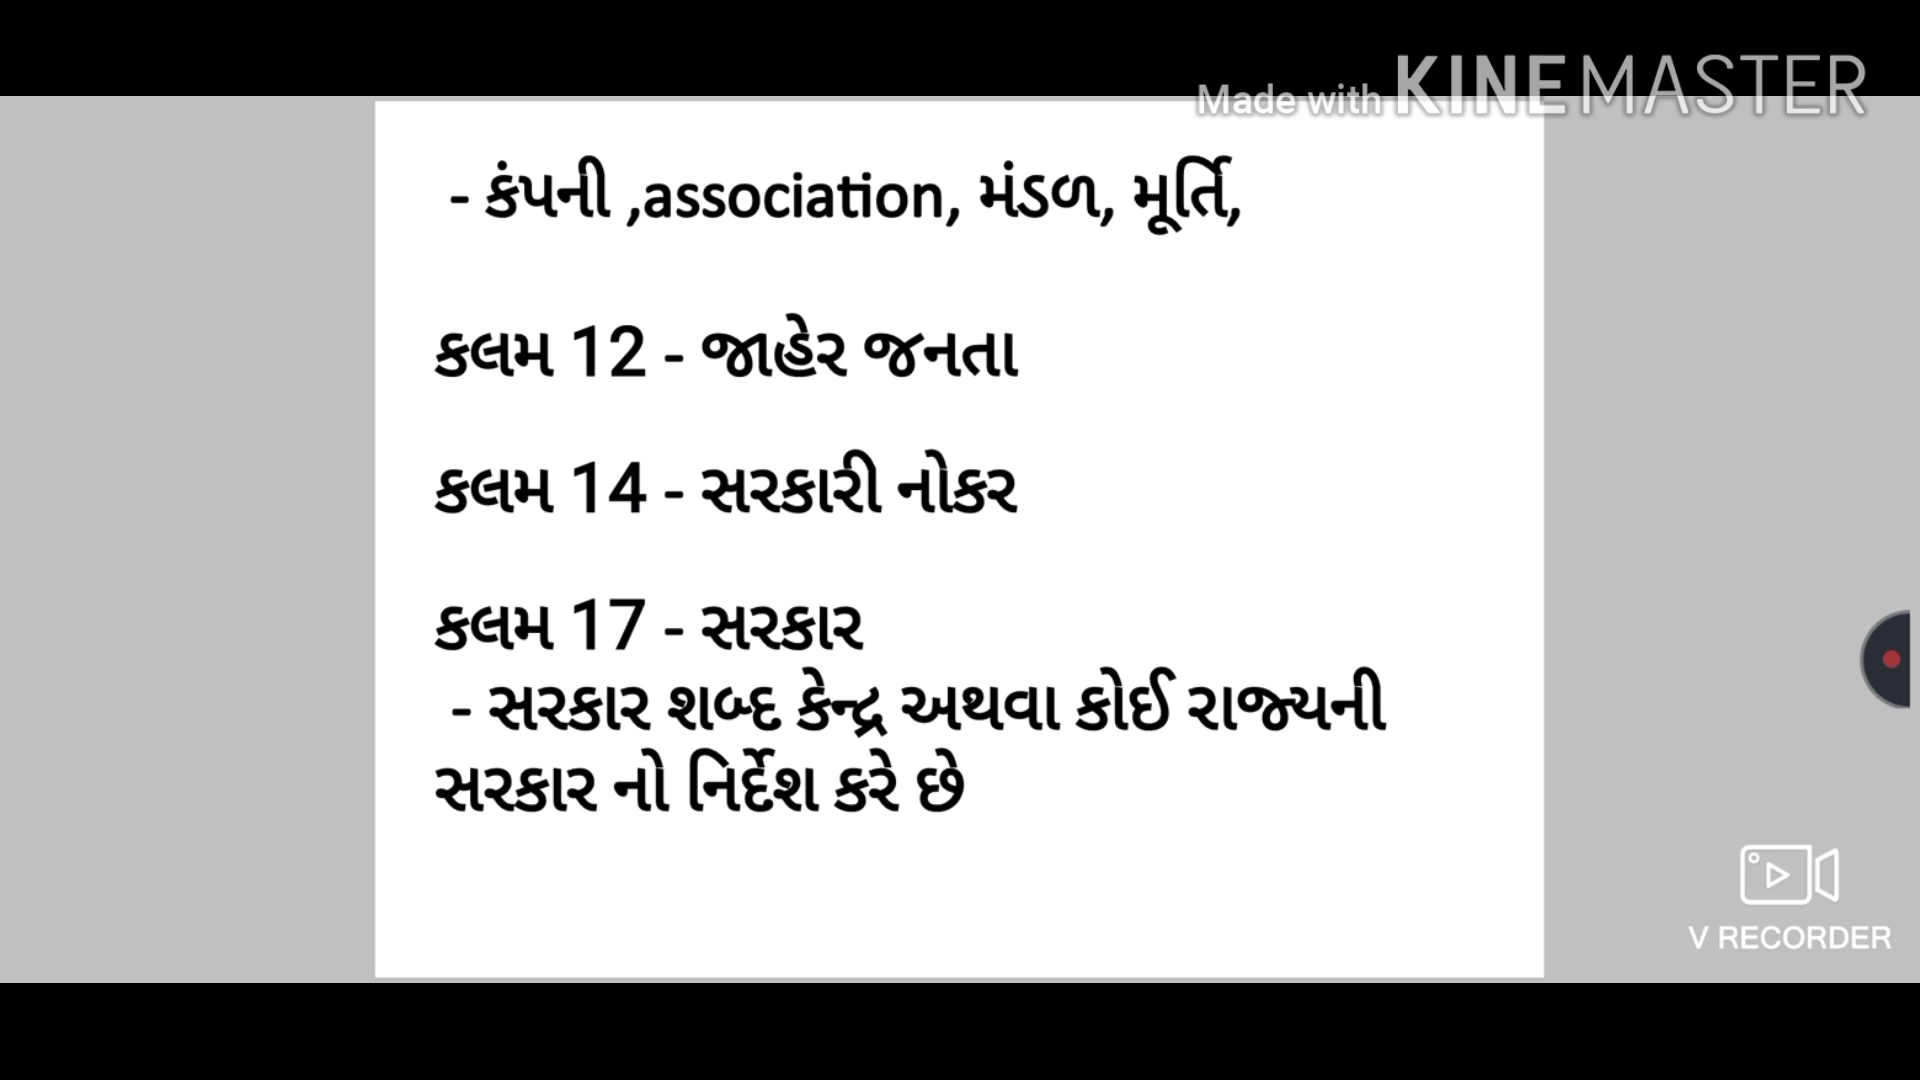 Made with KINEMASTER
- કંપની ,association, મંડળ, મૂર્તિ,
કલમ 12 - જાહેર જનતા
કલમ 14 - સરકારી નોકર
કલમ 17 - સરકાર
- સરકાર શબ્દ કેન્દ્ર અથવા કોઈ રાજ્યની
સરકાર નો નિર્દેશ કરે છે
V RECORDER